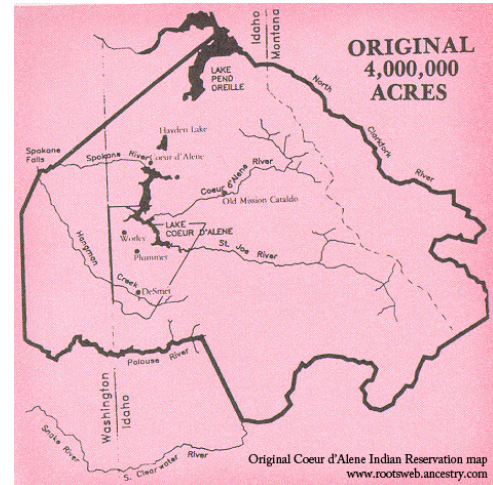 ORIGINAL
4,000,000
ACRES
Idaho
Montana
LAKE
PEND
OREILLE
North
Clarkfork
River
Hayden Lake
Spokane
Falls
Spokane River
Coeur d'Alene
Coeur d'Alene River
Old Mission Cataldo
LAKE
COEUR D'ALENE
Worley
Plummer
St. Joe River
Hangman
Creek
DeSmet
Palouse River
Washington
Idaho
Snake River
S. Clearwater River
Original Coeur d'Alene Indian Reservation map
www.rootsweb.ancestry.com